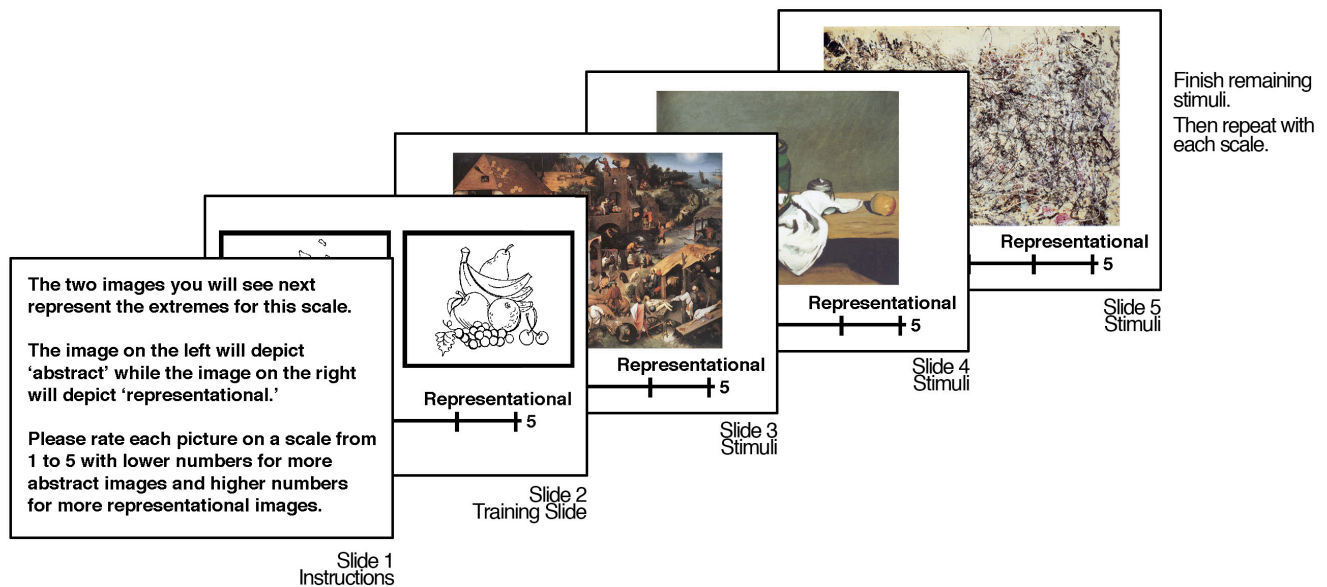 The two images you will see next
represent the extremes for this scale.
The image on the left will depict
‘abstract’ while the image on the right
will depict ‘representational.’
Please rate each picture on a scale from
1 to 5 with lower numbers for more
abstract images and higher numbers
for more representational images.
Slide 1
Instructions
Representational
5
Slide 2
Training Slide
Representational
5
Slide 3
Stimuli
Representational
5
Slide 4
Stimuli
Representational
5
Slide 5
Stimuli
Finish remaining
stimuli.
Then repeat with
each scale.